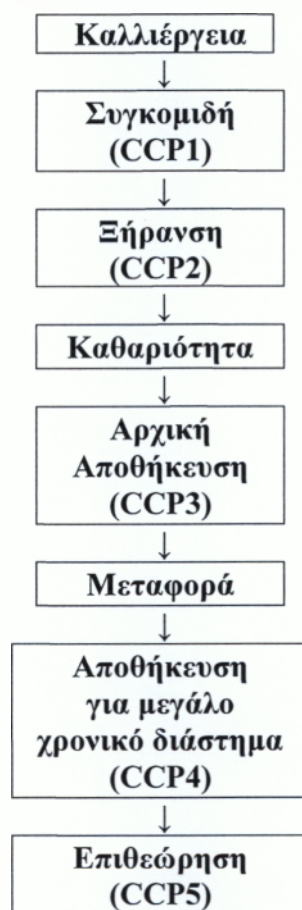 Καλλιέργεια
↓
Συγκομιδή
(CCP1)
↓
Ξήρανση
(CCP2)
↓
Καθαριότητα
↓
Αρχική
Αποθήκευση
(CCP3)
↓
Μεταφορά
↓
Αποθήκευση
για μεγάλο
χρονικό διάστημα
(CCP4)
↓
Επιθεώρηση
(CCP5)